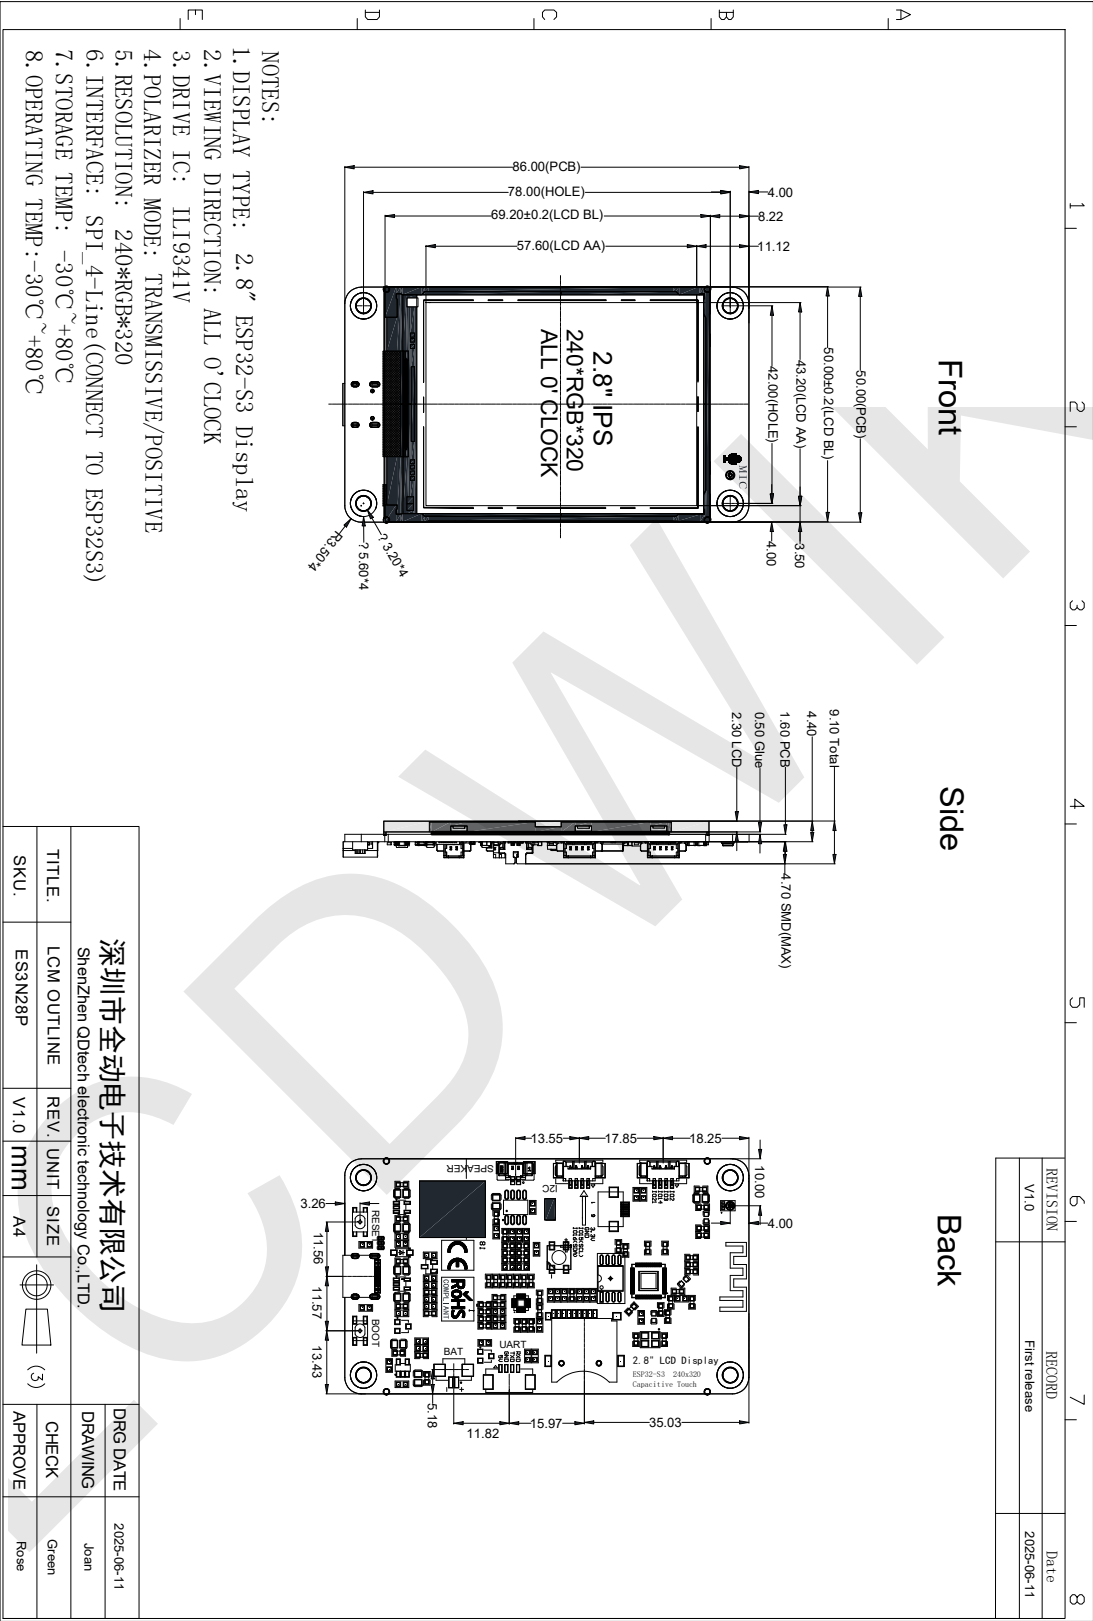 A
B
C
D
E
1
2
3
4
5
6
7
8
REVISION
RECORD
Date
V1.0
First release
2025-06-11
Front
Side
Back
86.00(PCB)
78.00(HOLE)
4.00
69.20±0.2(LCD BL)
8.22
57.60(LCD AA)
11.12
50.00(PCB)
50.00±0.2(LCD BL)
43.20(LCD AA)
42.00(HOLE)
3.50
4.00
2.8" IPS
240*RGB*320
ALL 0' CLOCK
MIC
? 3.20*4
? 5.60*4
R3.50*4
9.10 Total
4.40
1.60 PCB
0.50 Glue
2.30 LCD
4.70 SMD(MAX)
13.55
17.85
18.25
10.00
4.00
3.26
11.56
11.57
13.43
5.18
11.82
15.97
35.03
SPEAKER
I2C
RESE
BOOT
BAT
UART
CE
RoHS
COMPLIANT
2.8" LCD Display
ESP32-S3 240x320
Capacitive Touch
NOTES:
1. DISPLAY TYPE: 2.8" ESP32-S3 Display
2. VIEWING DIRECTION: ALL O'CLOCK
3. DRIVE IC: ILI9341V
4. POLARIZER MODE: TRANSMISSIVE/POSITIVE
5. RESOLUTION: 240*RGB*320
6. INTERFACE: SPI_4-Line(CONNECT TO ESP32S3)
7. STORAGE TEMP: -30℃~+80℃
8. OPERATING TEMP:-30℃~+80℃
深圳市全动电子技术有限公司
ShenZhen QDtech electronic technology Co.,LTD.
TITLE.
LCM OUTLINE
REV.
UNIT
SIZE
SKU.
ES3N28P
V1.0
mm
A4
(3)
DRG DATE
2025-06-11
DRAWING
Joan
CHECK
Green
APPROVE
Rose
LCDWIK